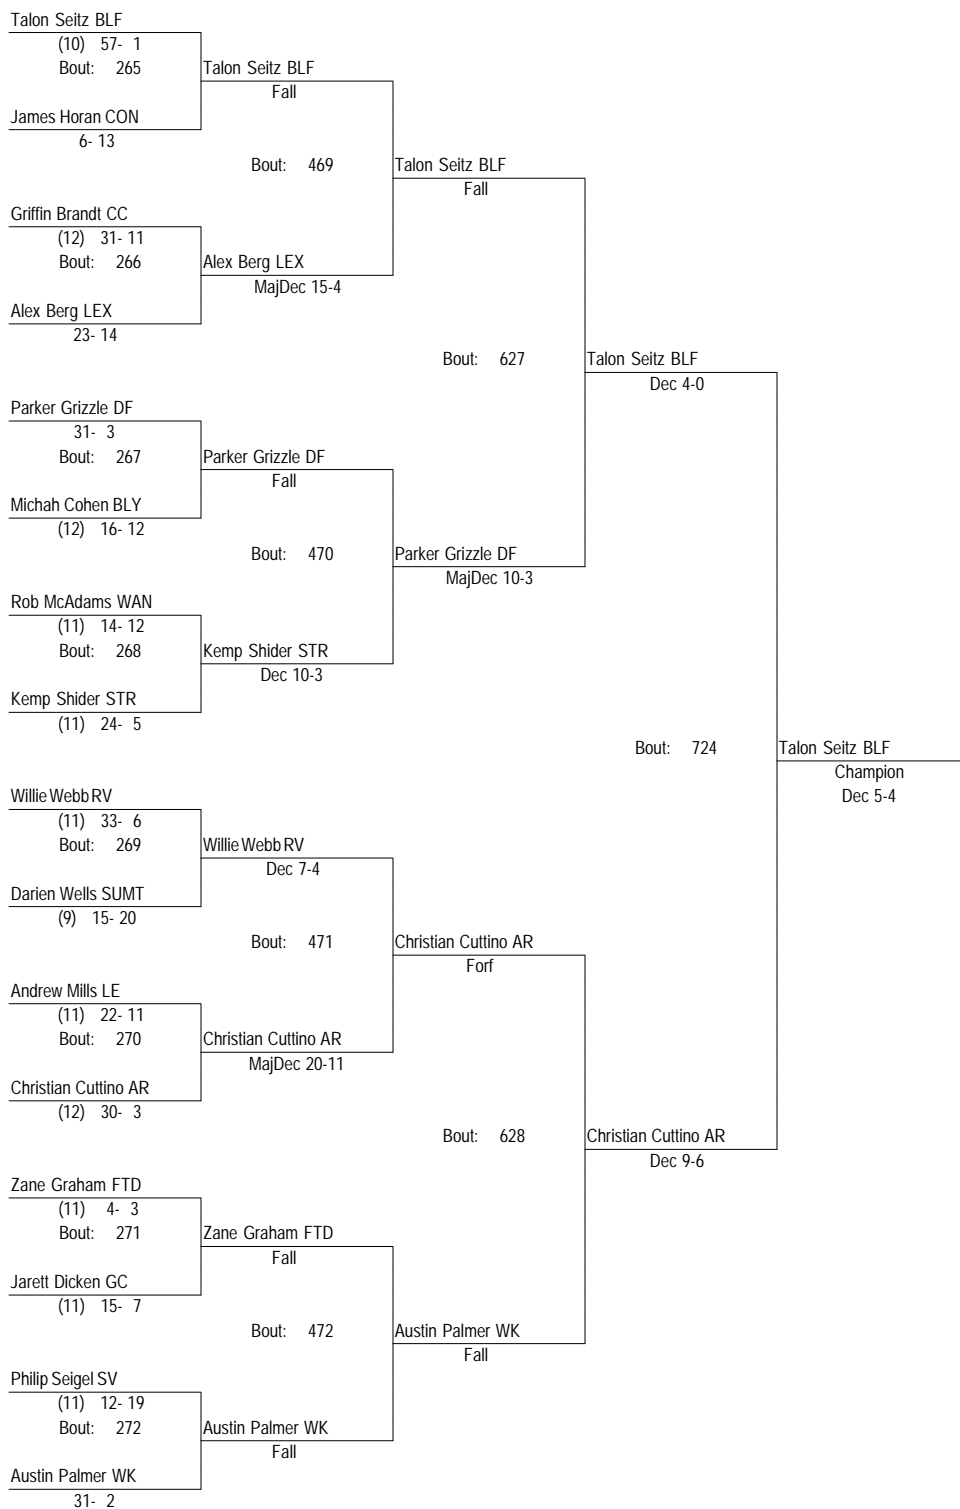 Talon Seitz BLF
(10) 57- 1
Bout: 265
Talon Seitz BLF
Fall
James Horan CON
6- 13
Bout: 469
Talon Seitz BLF
Fall
Griffin Brandt CC
(12) 31- 11
Bout: 266
Alex Berg LEX
MajDec 15-4
Alex Berg LEX
23- 14
Bout: 627
Talon Seitz BLF
Dec 4-0
Parker Grizzle DF
31- 3
Bout: 267
Parker Grizzle DF
Fall
Michah Cohen BLY
(12) 16- 12
Bout: 470
Parker Grizzle DF
MajDec 10-3
Rob McAdams WAN
(11) 14- 12
Bout: 268
Kemp Shider STR
Dec 10-3
Kemp Shider STR
(11) 24- 5
Bout: 724
Talon Seitz BLF
Champion
Dec 5-4
Willie Webb RV
(11) 33- 6
Bout: 269
Willie Webb RV
Dec 7-4
Darien Wells SUMT
(9) 15- 20
Bout: 471
Christian Cuttino AR
Forf
Andrew Mills LE
(11) 22- 11
Bout: 270
Christian Cuttino AR
MajDec 20-11
Christian Cuttino AR
(12) 30- 3
Bout: 628
Christian Cuttino AR
Dec 9-6
Zane Graham FTD
(11) 4- 3
Bout: 271
Zane Graham FTD
Fall
Jarett Dicken GC
(11) 15- 7
Bout: 472
Austin Palmer WK
Fall
Philip Seigel SV
(11) 12- 19
Bout: 272
Austin Palmer WK
Fall
Austin Palmer WK
31- 2